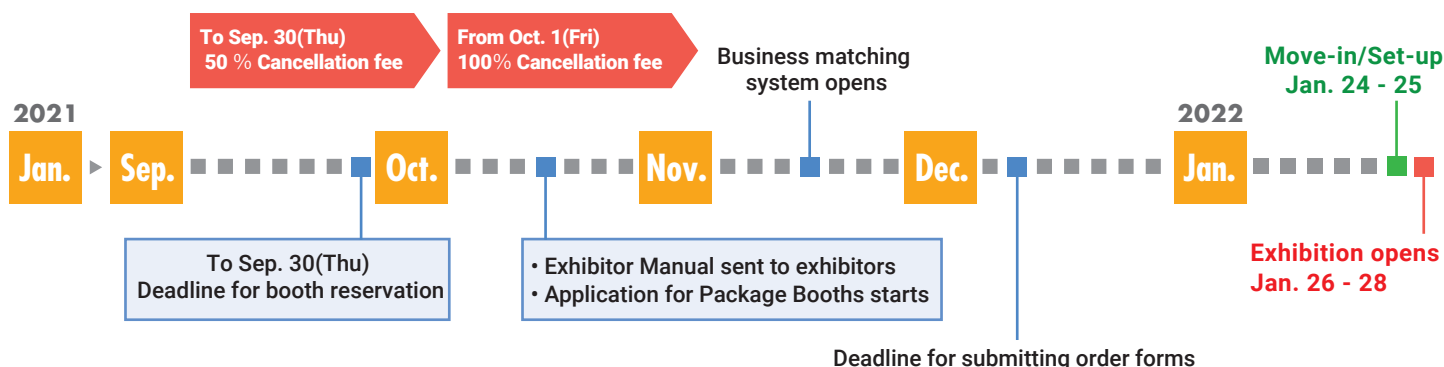 To Sep. 30(Thu)
50 % Cancellation fee
From Oct. 1(Fri)
100% Cancellation fee
Business matching
system opens
Move-in/Set-up
Jan. 24 - 25
2021
2022
Jan.
Sep.
Oct.
Nov.
Dec.
Jan.
To Sep. 30(Thu)
Deadline for booth reservation
• Exhibitor Manual sent to exhibitors
• Application for Package Booths starts
Exhibition opens
Jan. 26 - 28
Deadline for submitting order forms